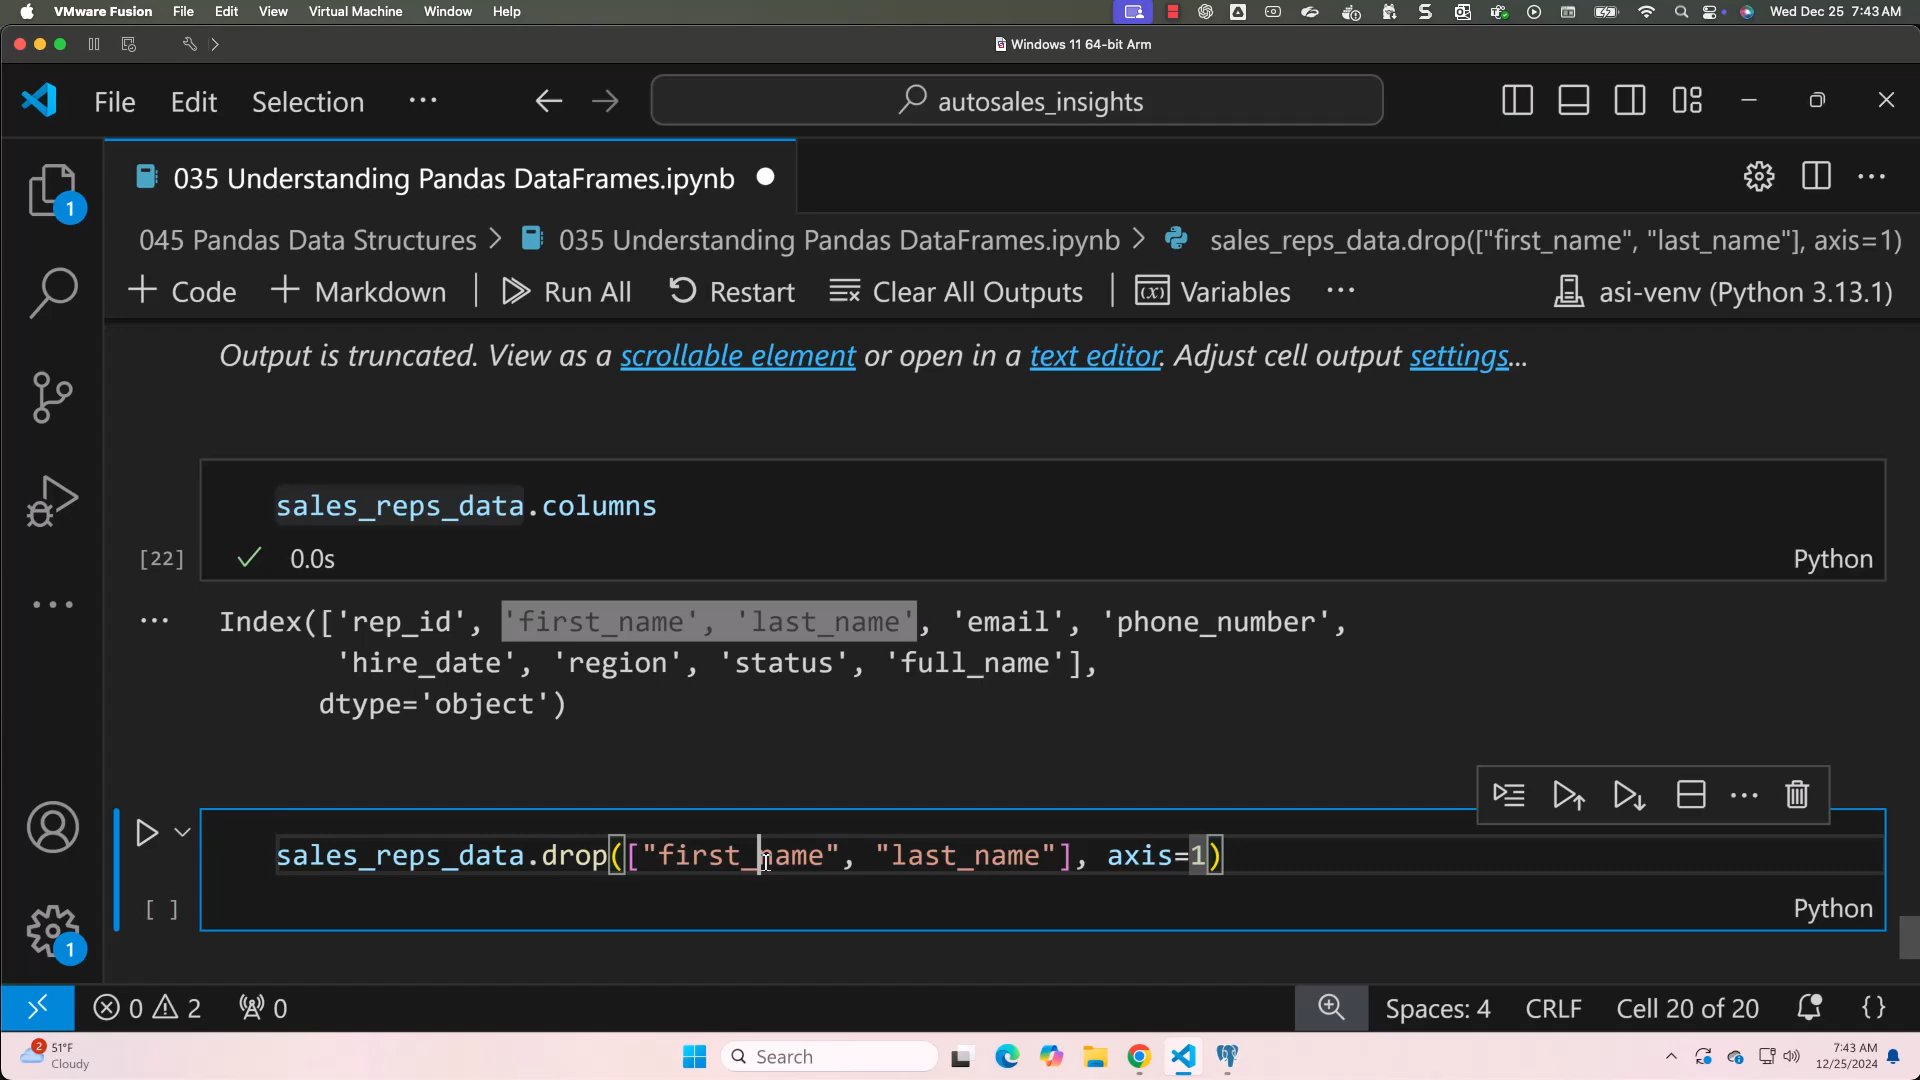 VMware Fusion File Edit View Virtual Machine Window Help Wed Dec 25 7:43 AM
Windows 11 64-bit Arm
File Edit Selection ... autosales_insights
035 Understanding Pandas DataFrames.ipynb
045 Pandas Data Structures > 035 Understanding Pandas DataFrames.ipynb > sales_reps_data.drop(["first_name", "last_name"], axis=1)
+ Code + Markdown Run All Restart Clear All Outputs Variables ... asi-venv (Python 3.13.1)
Output is truncated. View as a scrollable element or open in a text editor. Adjust cell output settings...
sales_reps_data.columns
[22] 0.0s Python
... Index(['rep_id', 'first_name', 'last_name', 'email', 'phone_number',
'hire_date', 'region', 'status', 'full_name'],
dtype='object')
sales_reps_data.drop(["first_name", "last_name"], axis=1)
[ ] Python
1
1
0 2 0 Spaces: 4 CRLF Cell 20 of 20 {}
2 51°F
Cloudy
Search
7:43 AM
12/25/2024